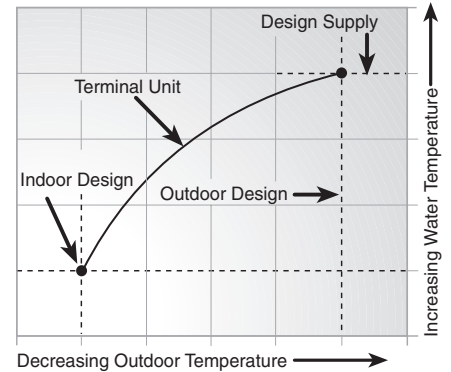 Design Supply
Terminal Unit
Indoor Design
Outdoor Design
Increasing Water Temperature
Decreasing Outdoor Temperature